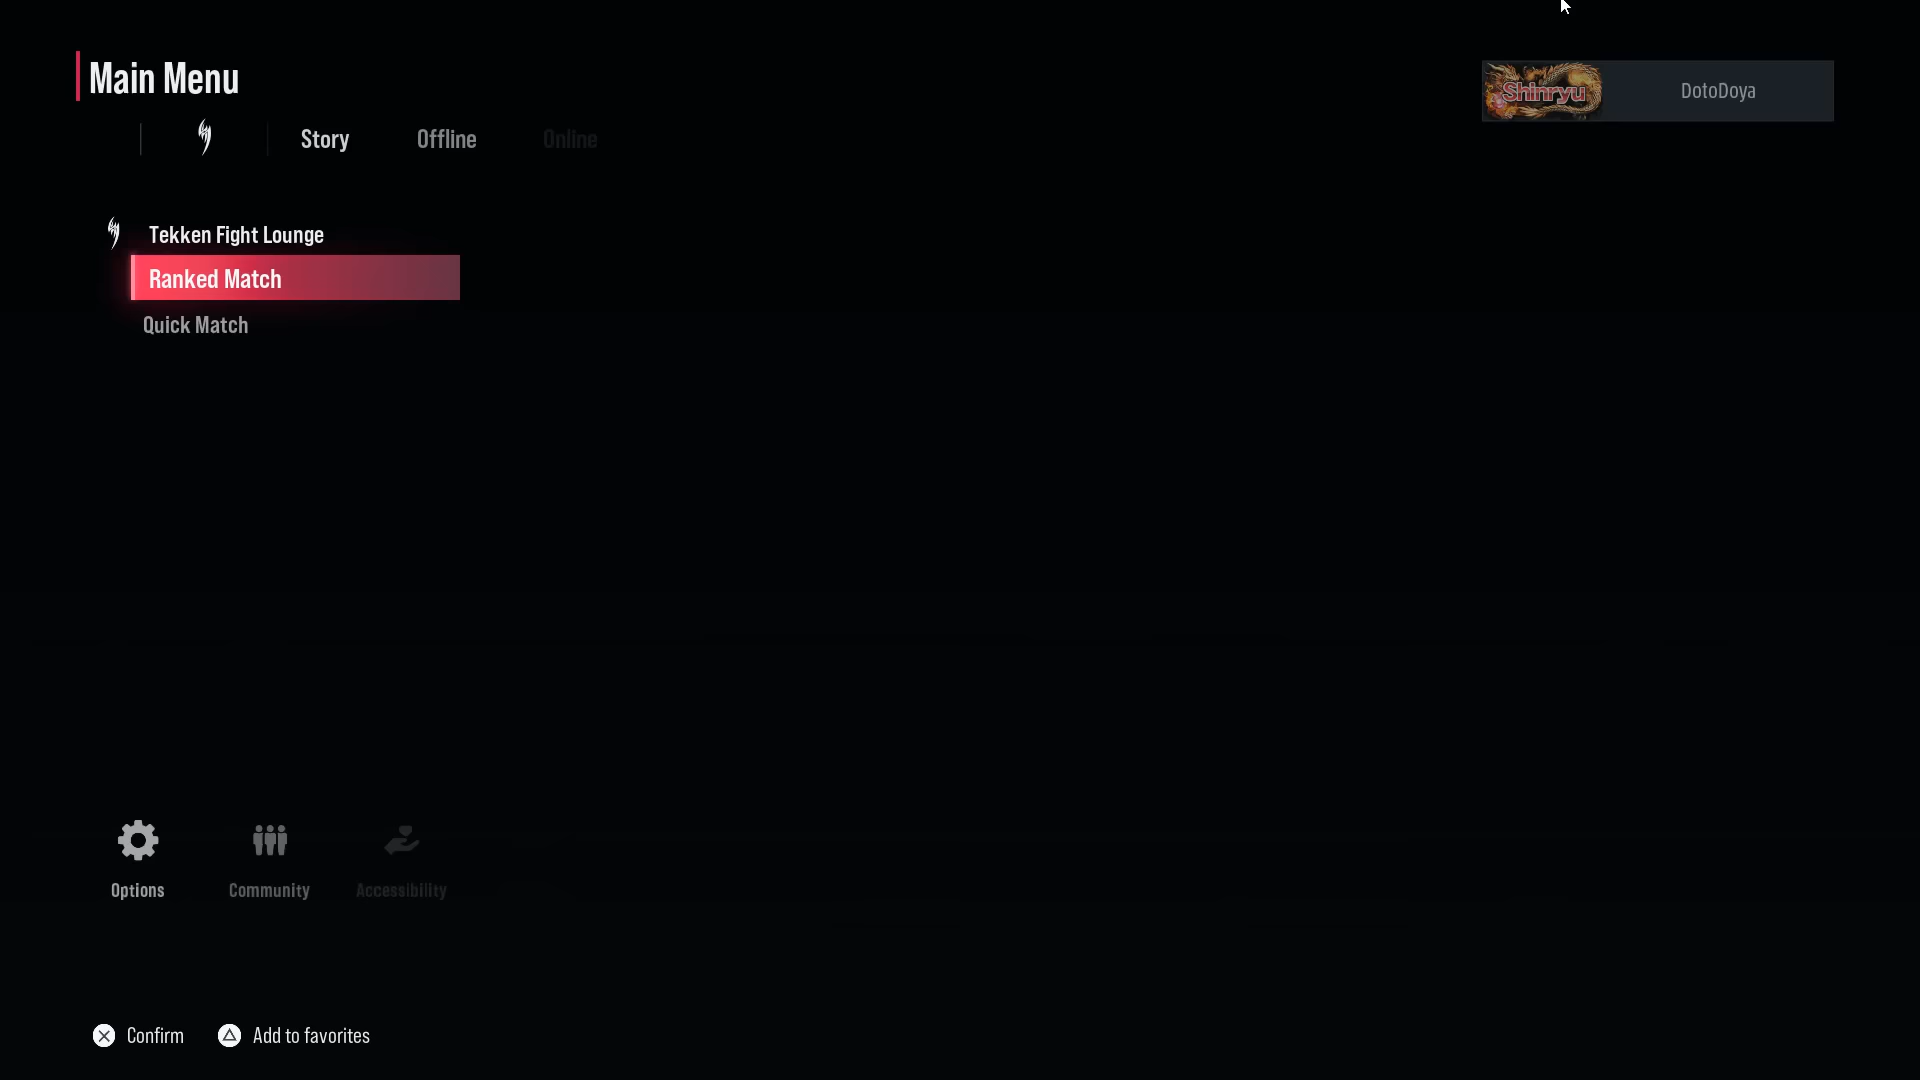 Main Menu
Shinryu
DotoDoya
Story
Offline
Online
Tekken Fight Lounge
Ranked Match
Quick Match
Options
Community
Accessibility
Confirm
Add to favorites